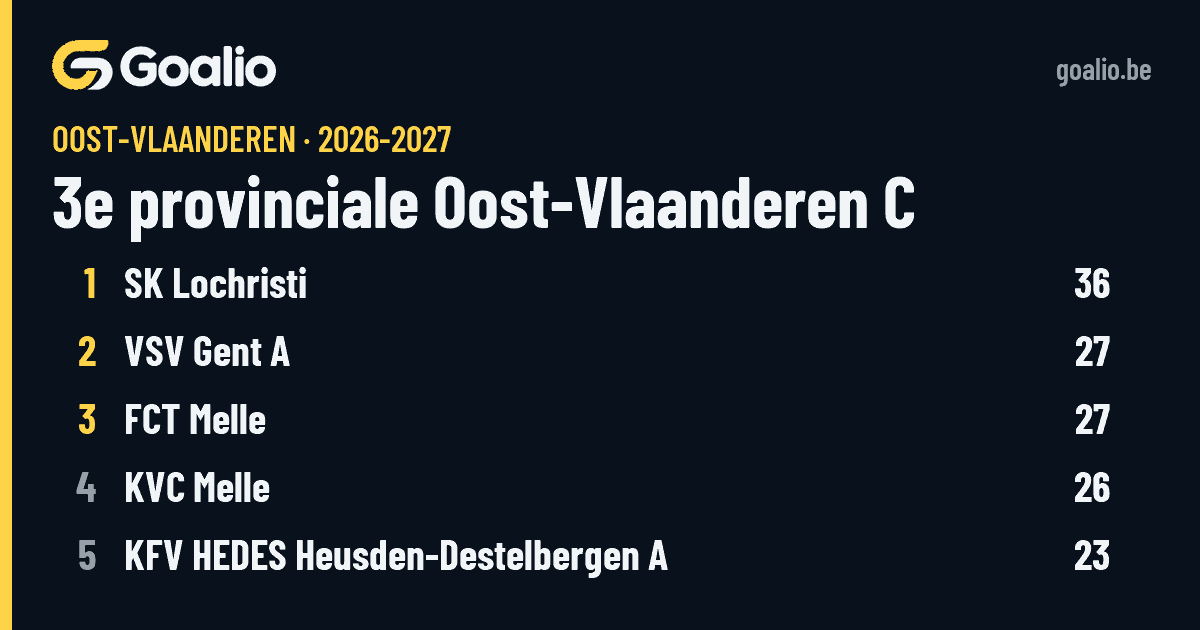 Goalio
goalio.be
OOST-VLAANDEREN · 2026-2027
3e provinciale Oost-Vlaanderen C
1 SK Lochristi 36
2 VSV Gent A 27
3 FCT Melle 27
4 KVC Melle 26
5 KFV HEDES Heusden-Destelbergen A 23